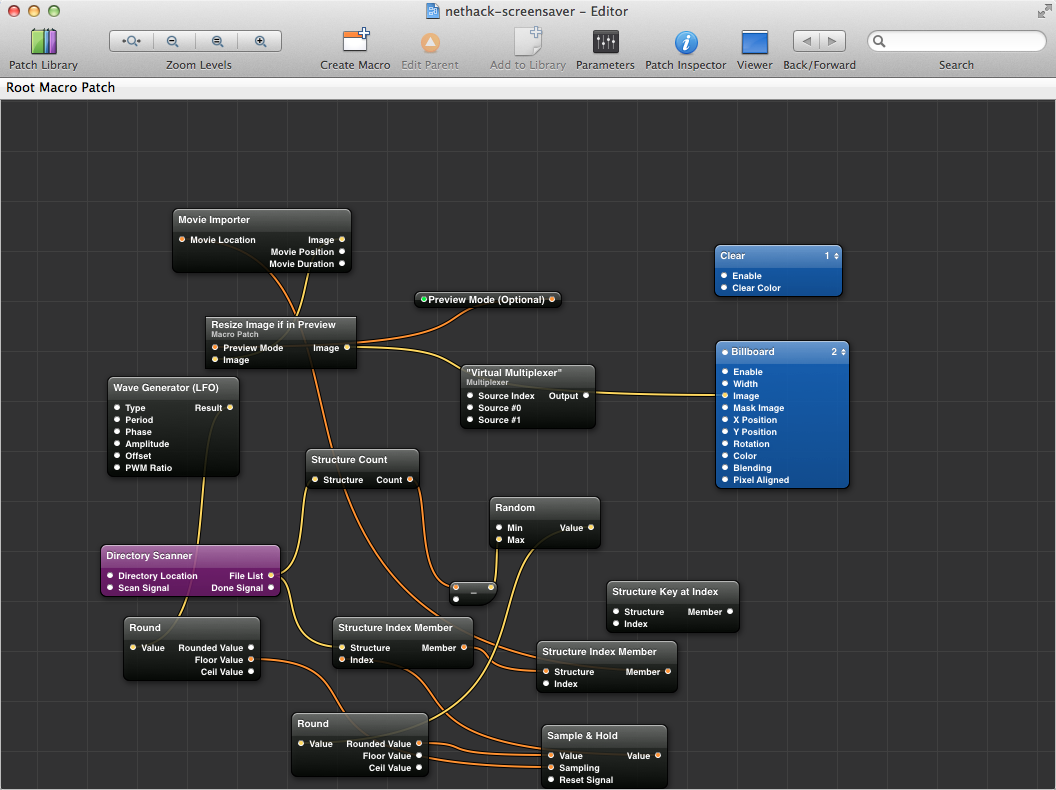 nethack-screensaver – Editor
Patch Library
Zoom Levels
Create Macro
Edit Parent
Add to Library
Parameters
Patch Inspector
Viewer
Back/Forward
Search
Root Macro Patch
Movie Importer
Movie Location Image
Movie Position
Movie Duration
Clear 1
Enable
Clear Color
Preview Mode (Optional)
Resize Image if in Preview
Macro Patch
Preview Mode Image
Image
Billboard 2
Enable
Width
Image
Mask Image
X Position
Y Position
Rotation
Color
Blending
Pixel Aligned
"Virtual Multiplexer"
Multiplexer
Source Index Output
Source #0
Source #1
Wave Generator (LFO)
Type Result
Period
Phase
Amplitude
Offset
PWM Ratio
Structure Count
Structure Count
Random
Min Value
Max
Directory Scanner
Directory Location File List
Scan Signal Done Signal
–
Structure Key at Index
Structure Member
Index
Round
Value Rounded Value
Floor Value
Ceil Value
Structure Index Member
Structure Member
Index
Structure Index Member
Structure Member
Index
Round
Value Rounded Value
Floor Value
Ceil Value
Sample & Hold
Value Value
Sampling
Reset Signal